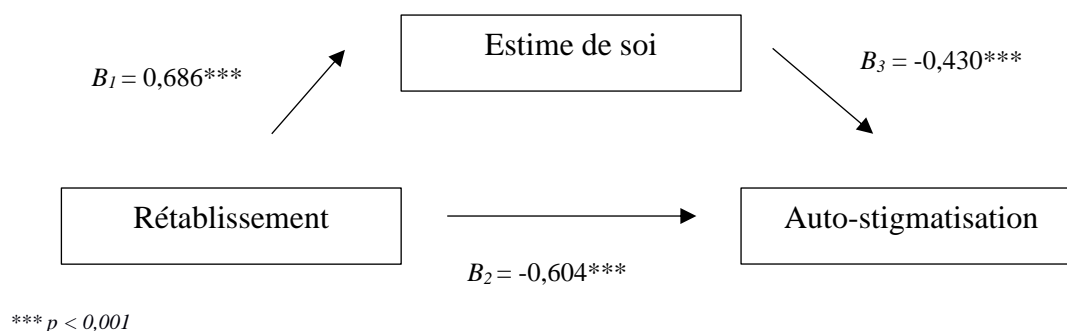 Estime de soi
B1 = 0,686***
B3 = -0,430***
Rétablissement
Auto-stigmatisation
B2 = -0,604***
*** p < 0,001